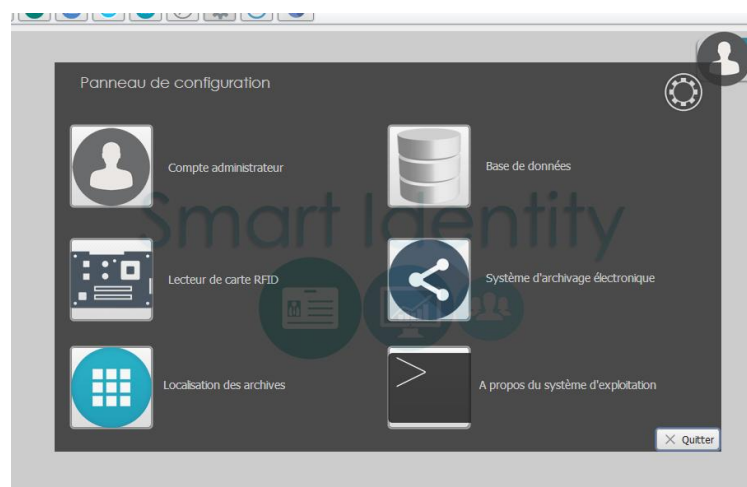 Panneau de configuration
Compte administrateur
Base de données
Smart Identity
Lecteur de carte RFID
Système d'archivage électronique
Localisation des archives
A propos du système d'exploitation
Quitter